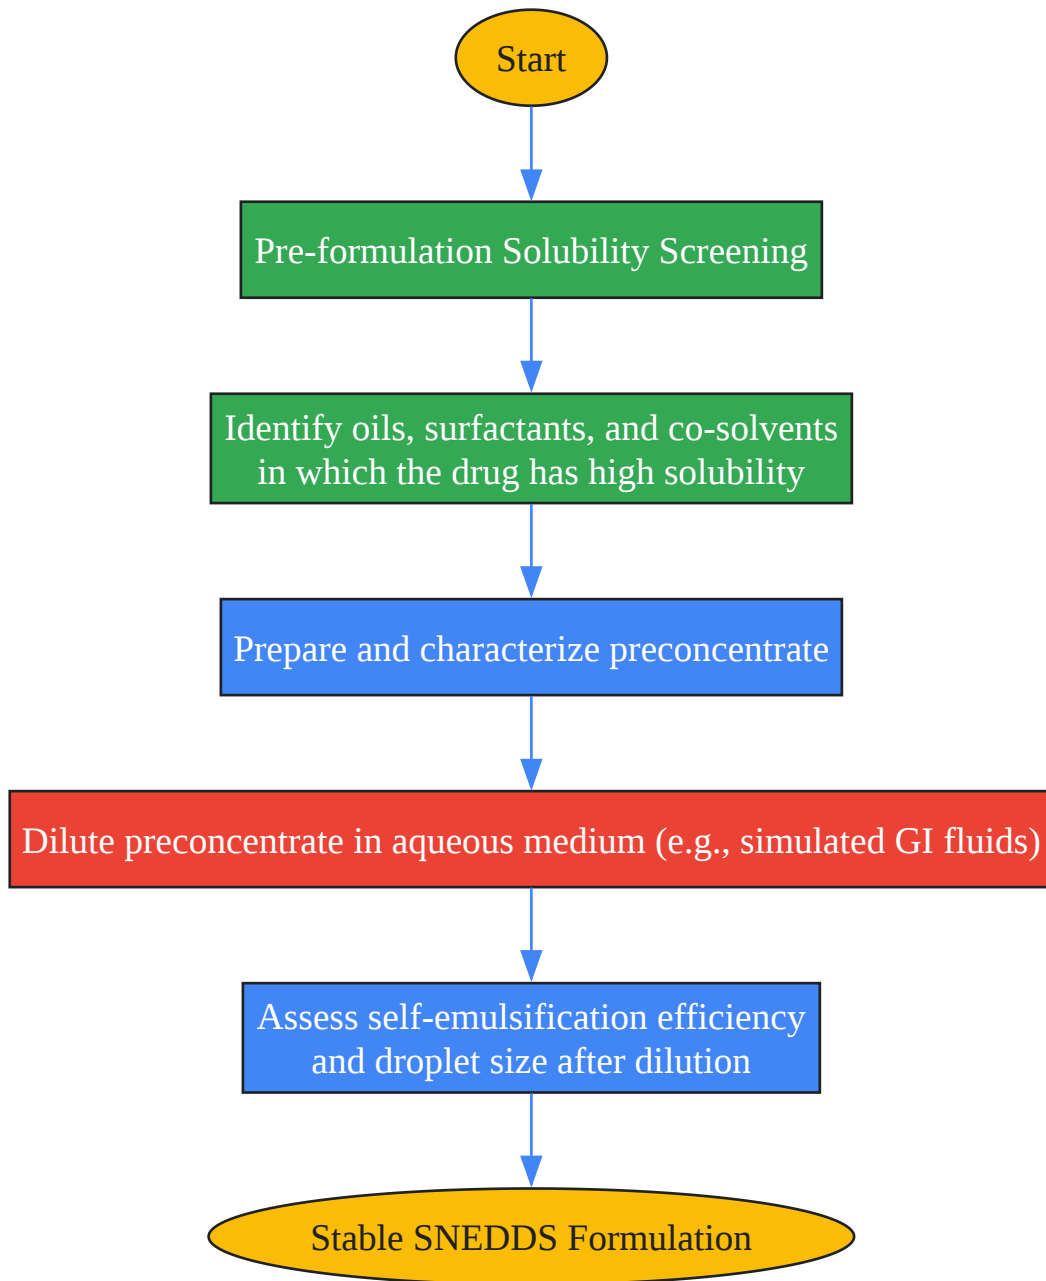 Start
Pre-formulation Solubility Screening
Identify oils, surfactants, and co-solvents
in which the drug has high solubility
Prepare and characterize preconcentrate
Dilute preconcentrate in aqueous medium (e.g., simulated GI fluids)
Assess self-emulsification efficiency
and droplet size after dilution
Stable SNEDDS Formulation